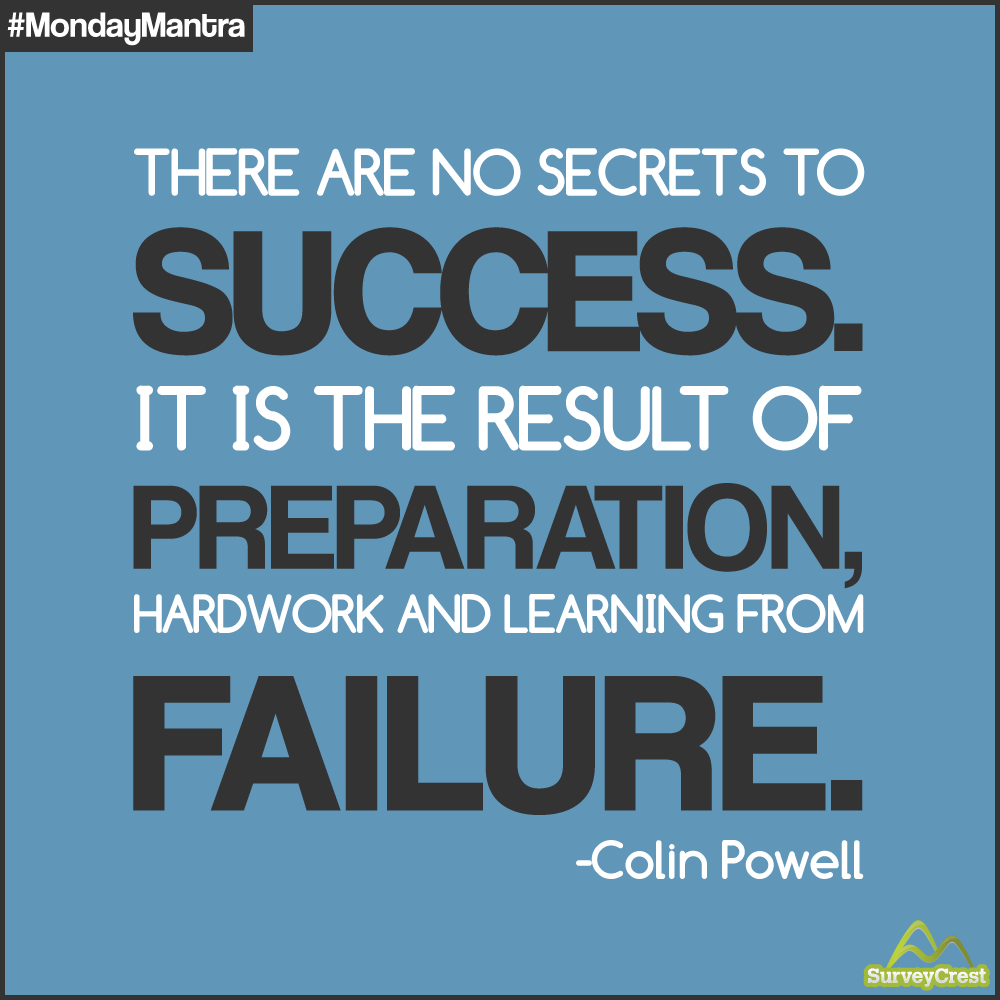 #MondayMantra
THERE ARE NO SECRETS TO
SUCCESS.
IT IS THE RESULT OF
PREPARATION,
HARDWORK AND LEARNING FROM
FAILURE.
-Colin Powell
SurveyCrest